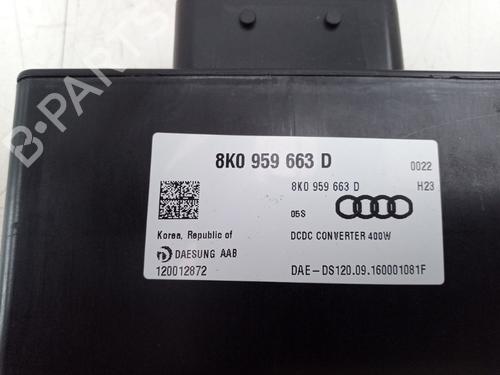 B-PARTS
8K0 959 663 D
0022
8K0 959 663 D
H23
05S
Korea, Republic of
DCDC CONVERTER 400W
DAESUNG AAB
120012872
DAE-DS120.09.160001081F